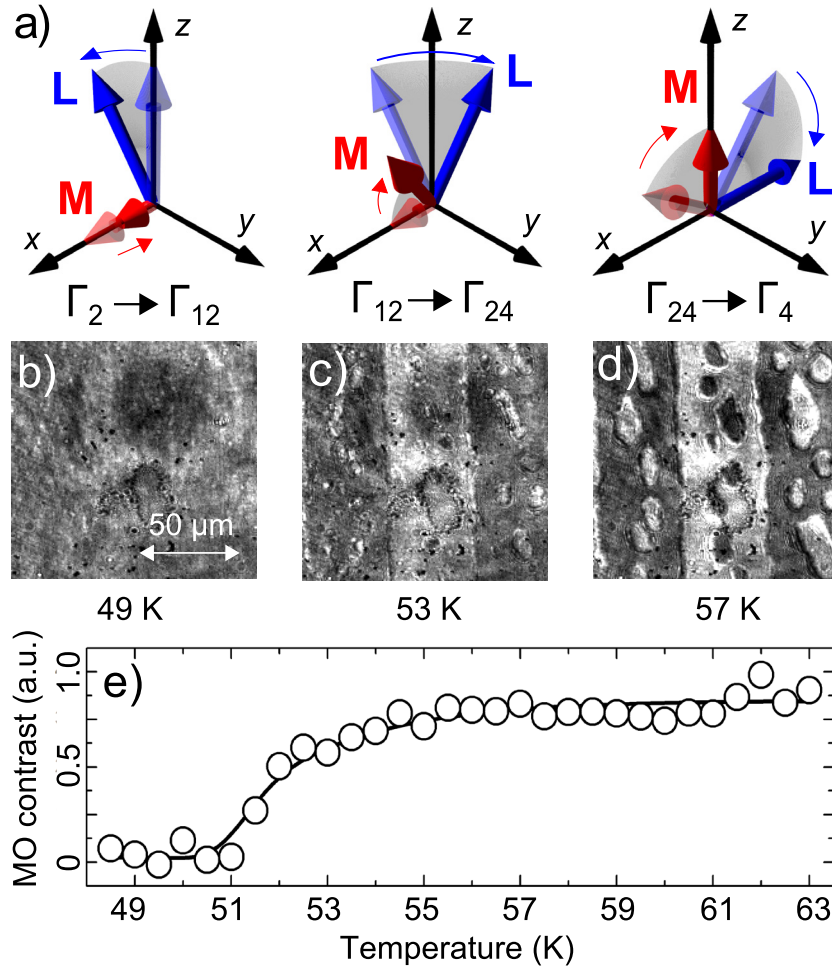 a)
z
L
M
x
y
Γ2 → Γ12
z
L
M
x
y
Γ12 → Γ24
z
M
L
x
y
Γ24 → Γ4
b)
50 μm
c)
d)
49 K
53 K
57 K
e)
MO contrast (a.u.)
1.0
0.5
0
49 51 53 55 57 59 61 63
Temperature (K)